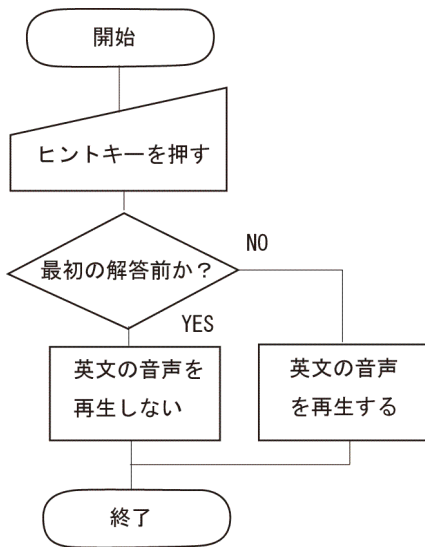 開始
ヒントキーを押す
最初の解答前か？
NO
YES
英文の音声を
再生しない
英文の音声
を再生する
終了